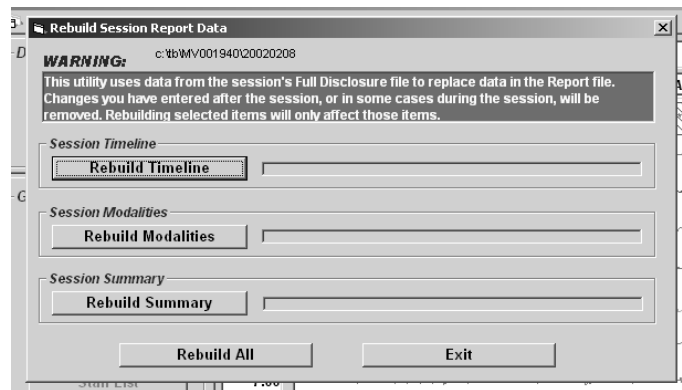 Rebuild Session Report Data
WARNING: c:\tb\MV001940\20020208
This utility uses data from the session's Full Disclosure file to replace data in the Report file.
Changes you have entered after the session, or in some cases during the session, will be
removed. Rebuilding selected items will only affect those items.
Session Timeline
Rebuild Timeline
Session Modalities
Rebuild Modalities
Session Summary
Rebuild Summary
Rebuild All Exit